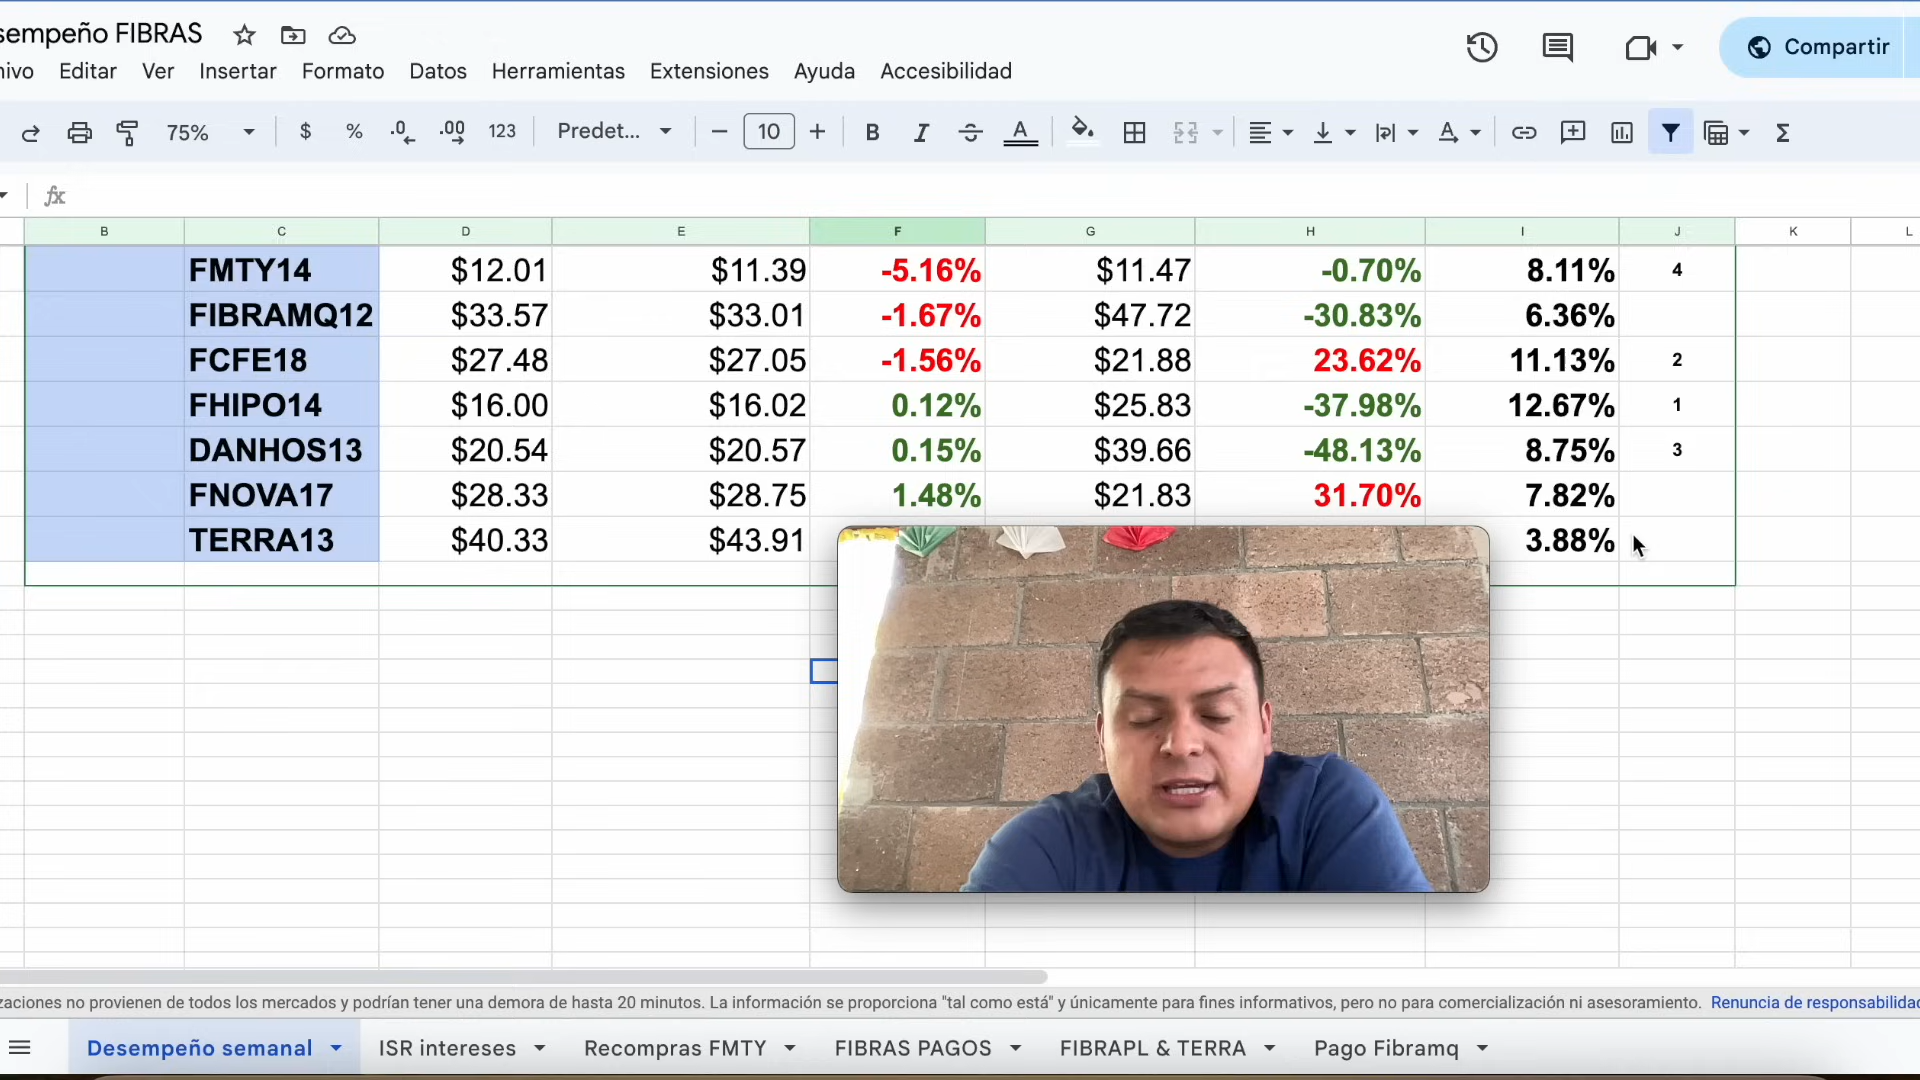 sempeño FIBRAS
Compartir
ivo Editar Ver Insertar Formato Datos Herramientas Extensiones Ayuda Accesibilidad
75% $ % .0 .00 123 Predet... − 10 + B I S A A Σ
fx
B C D E F G H I J K L
FMTY14 $12.01 $11.39 -5.16% $11.47 -0.70% 8.11% 4
FIBRAMQ12 $33.57 $33.01 -1.67% $47.72 -30.83% 6.36%
FCFE18 $27.48 $27.05 -1.56% $21.88 23.62% 11.13% 2
FHIPO14 $16.00 $16.02 0.12% $25.83 -37.98% 12.67% 1
DANHOS13 $20.54 $20.57 0.15% $39.66 -48.13% 8.75% 3
FNOVA17 $28.33 $28.75 1.48% $21.83 31.70% 7.82%
TERRA13 $40.33 $43.91 3.88%
zaciones no provienen de todos los mercados y podrían tener una demora de hasta 20 minutos. La información se proporciona "tal como está" y únicamente para fines informativos, pero no para comercialización ni asesoramiento. Renuncia de responsabilidad
Desempeño semanal ISR intereses Recompras FMTY FIBRAS PAGOS FIBRAPL & TERRA Pago Fibramq